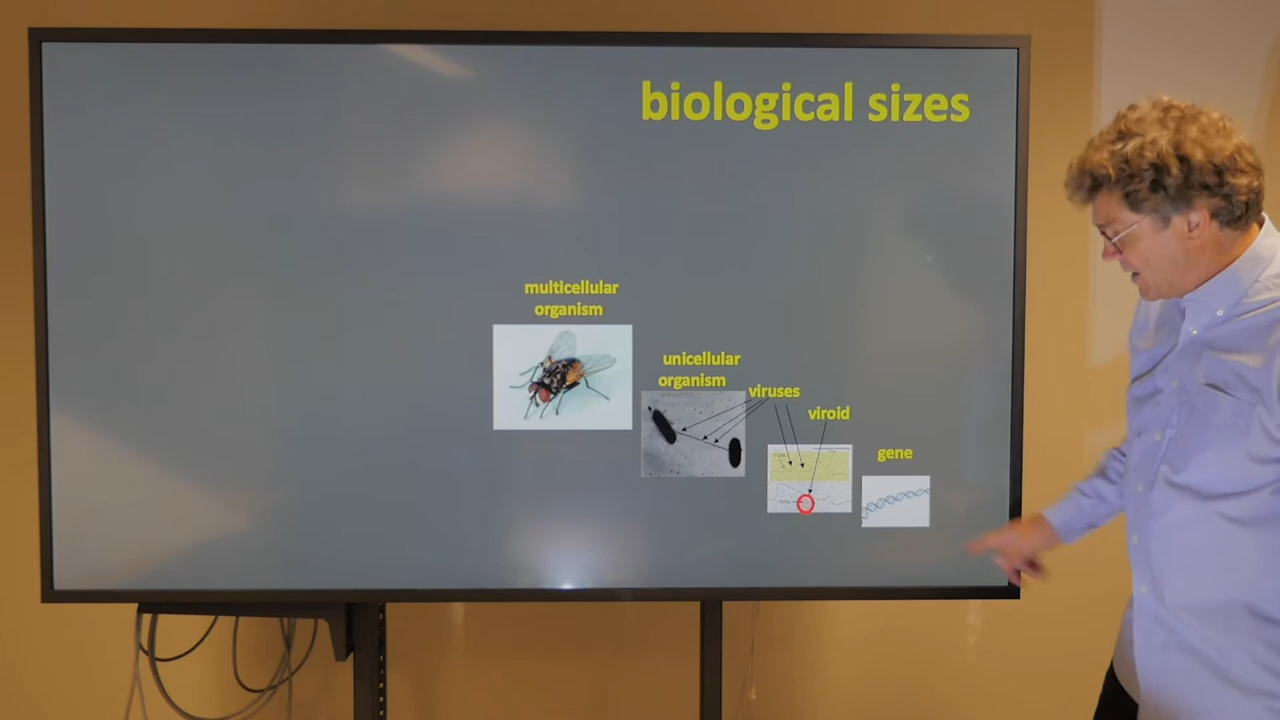 biological sizes
multicellular
organism
unicellular
organism
viruses
viroid
gene